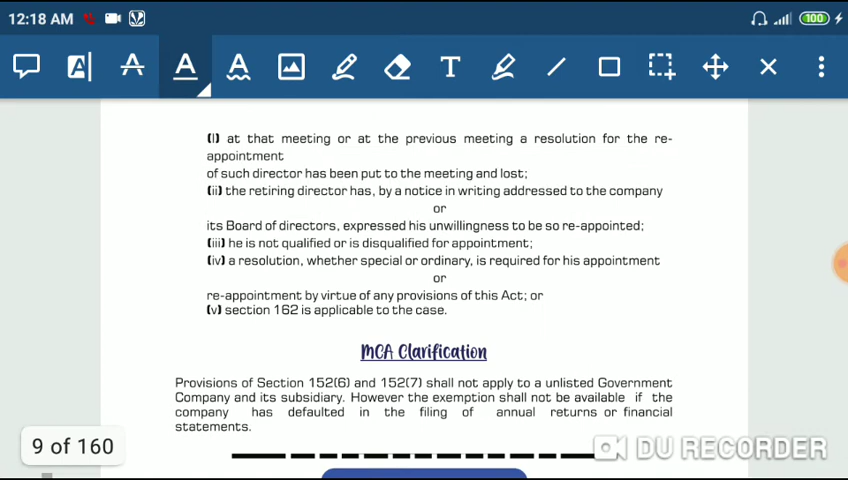 12:18 AM
100
A
A
A
A
T
(i) at that meeting or at the previous meeting a resolution for the re-
appointment
of such director has been put to the meeting and lost;
(ii) the retiring director has, by a notice in writing addressed to the company
or
its Board of directors, expressed his unwillingness to be so re-appointed;
(iii) he is not qualified or is disqualified for appointment;
(iv) a resolution, whether special or ordinary, is required for his appointment
or
re-appointment by virtue of any provisions of this Act; or
(v) section 162 is applicable to the case.
MCA Clarification
Provisions of Section 152(6) and 152(7) shall not apply to a unlisted Government
Company and its subsidiary. However the exemption shall not be available if the
company has defaulted in the filing of annual returns or financial
statements.
9 of 160
DU RECORDER